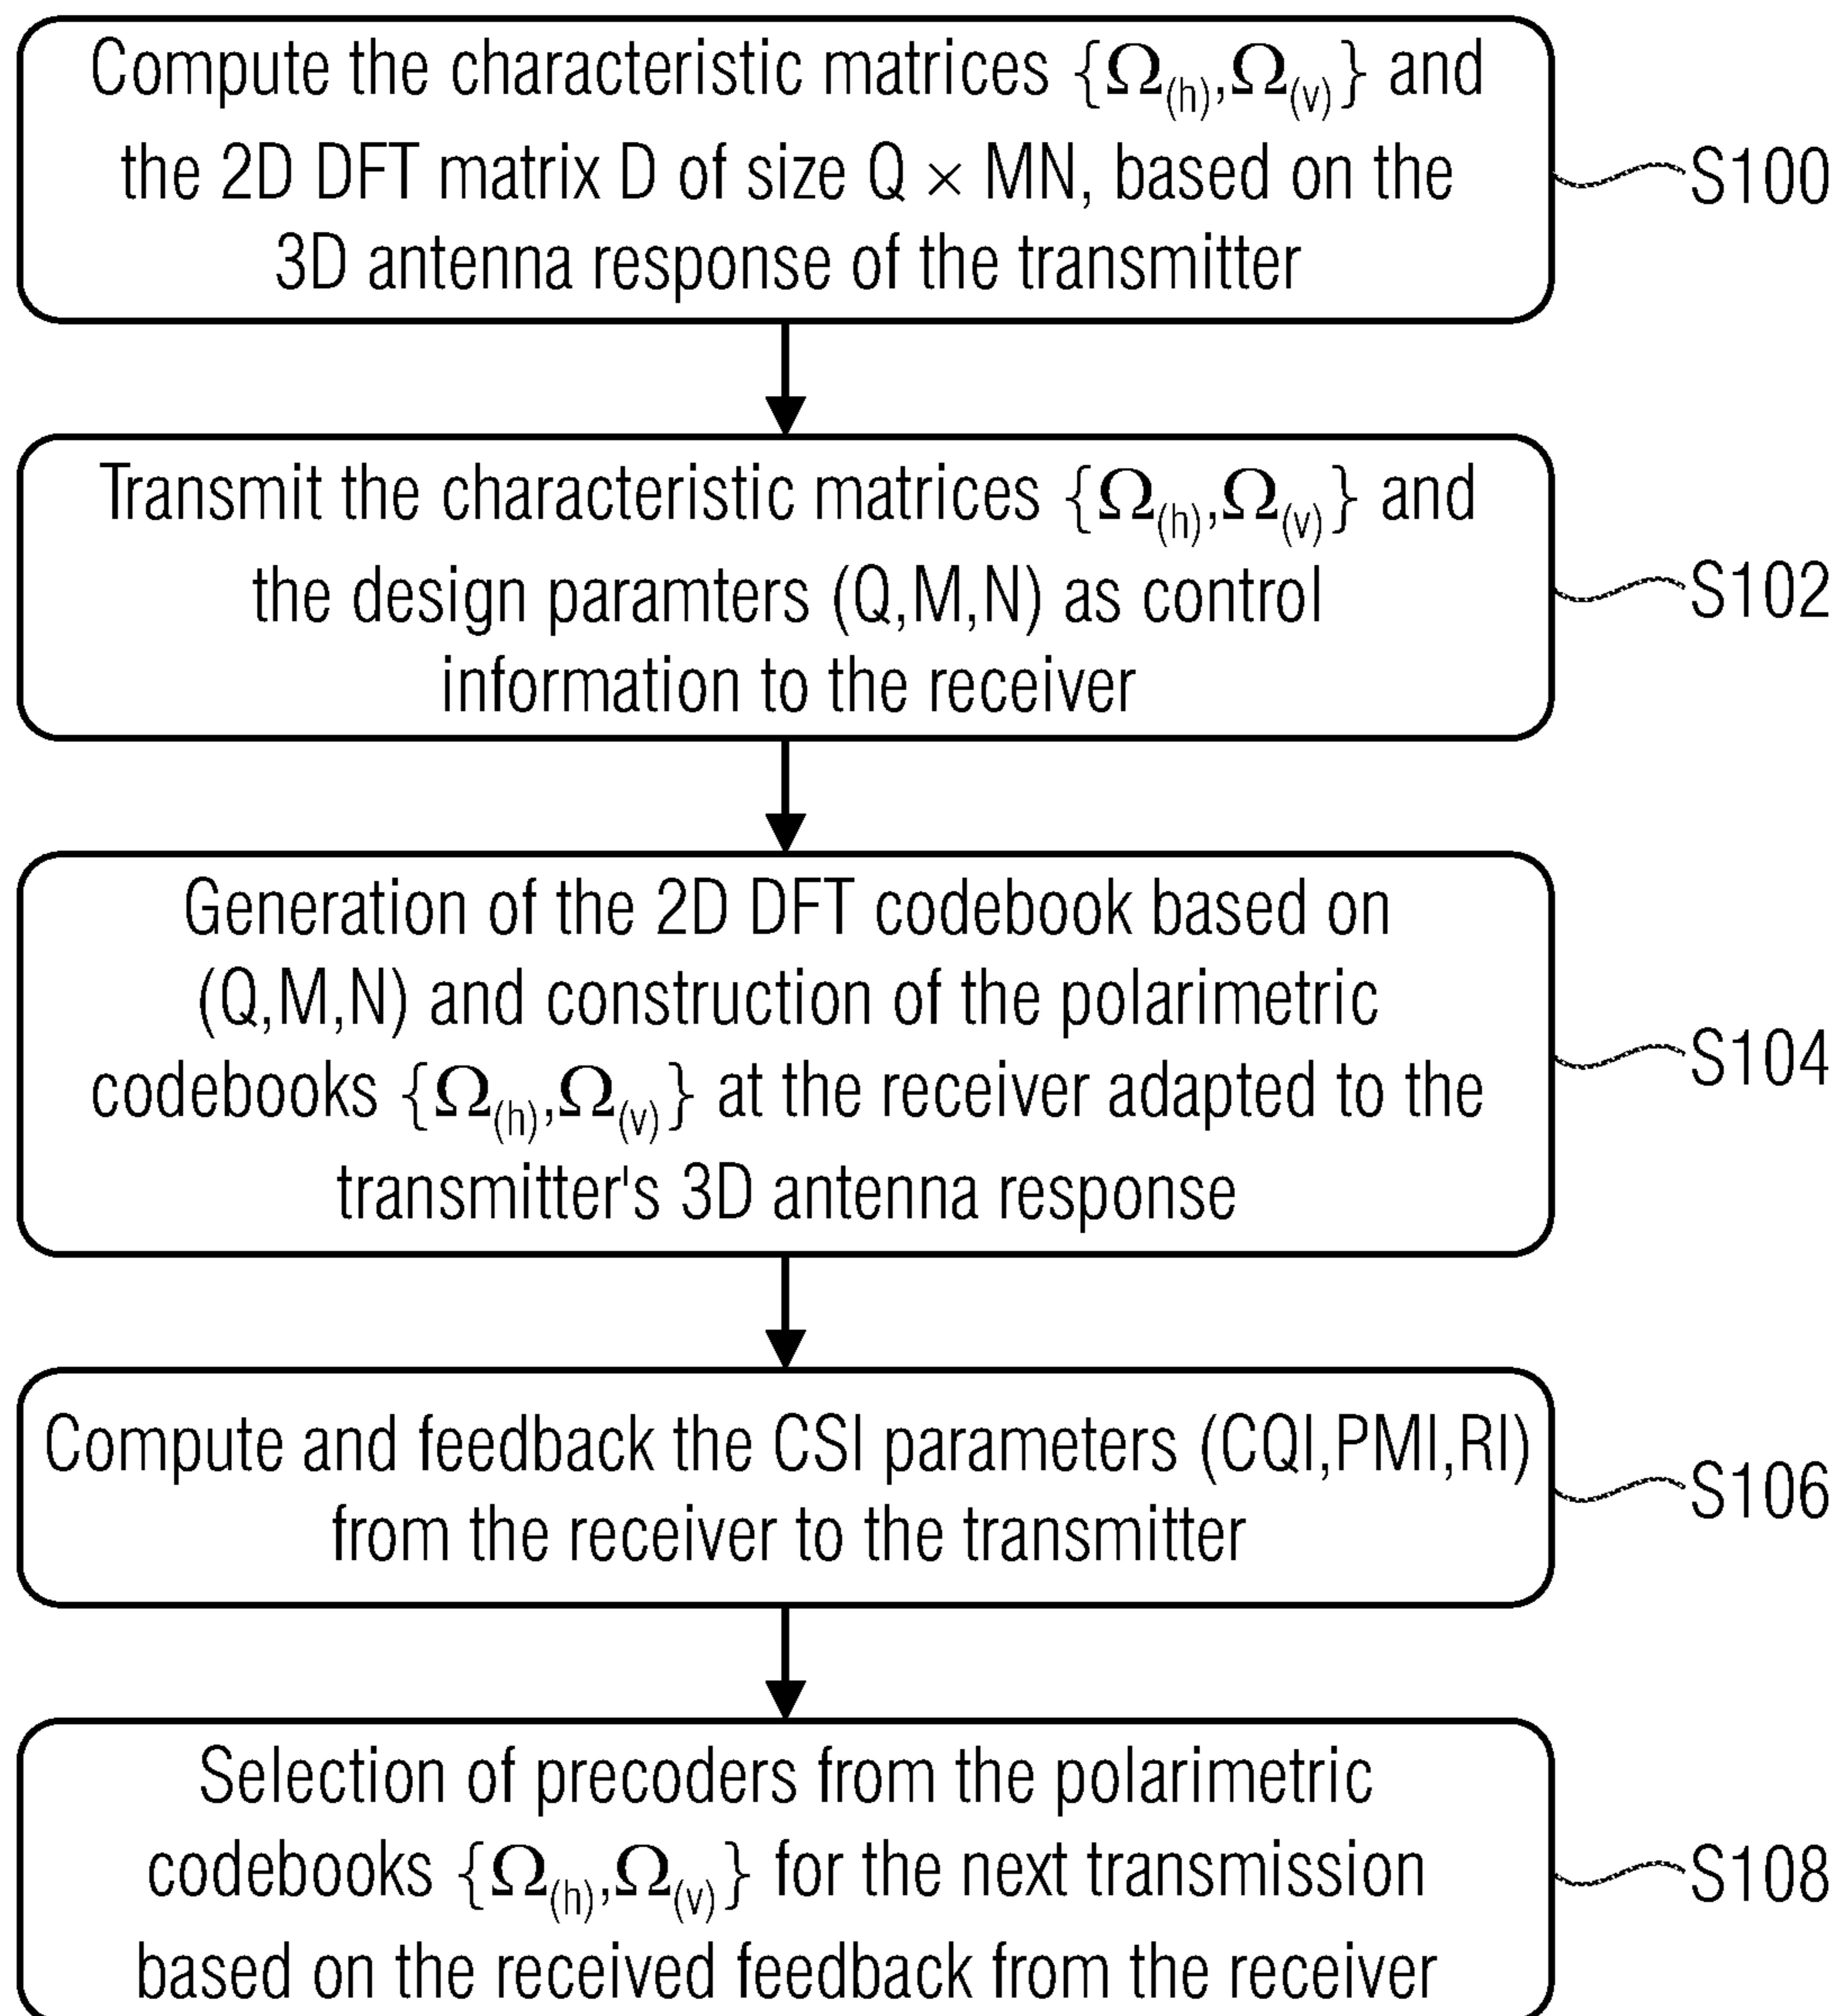 Compute the characteristic matrices {Ω(h),Ω(v)} and
the 2D DFT matrix D of size Q × MN, based on the
3D antenna response of the transmitter
S100
Transmit the characteristic matrices {Ω(h),Ω(v)} and
the design paramters (Q,M,N) as control
information to the receiver
S102
Generation of the 2D DFT codebook based on
(Q,M,N) and construction of the polarimetric
codebooks {Ω(h),Ω(v)} at the receiver adapted to the
transmitter's 3D antenna response
S104
Compute and feedback the CSI parameters (CQI,PMI,RI)
from the receiver to the transmitter
S106
Selection of precoders from the polarimetric
codebooks {Ω(h),Ω(v)} for the next transmission
based on the received feedback from the receiver
S108